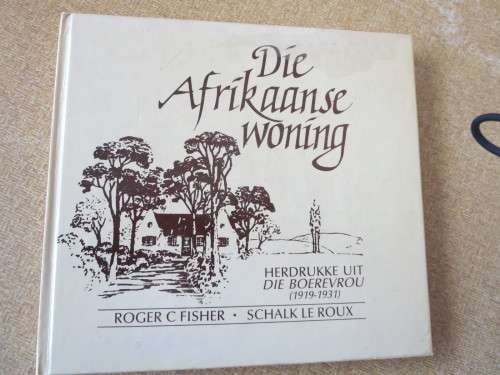 Die
Afrikaanse
woning
HERDRUKKE UIT
DIE BOEREVROU
(1919-1931)
ROGER C FISHER • SCHALK LE ROUX